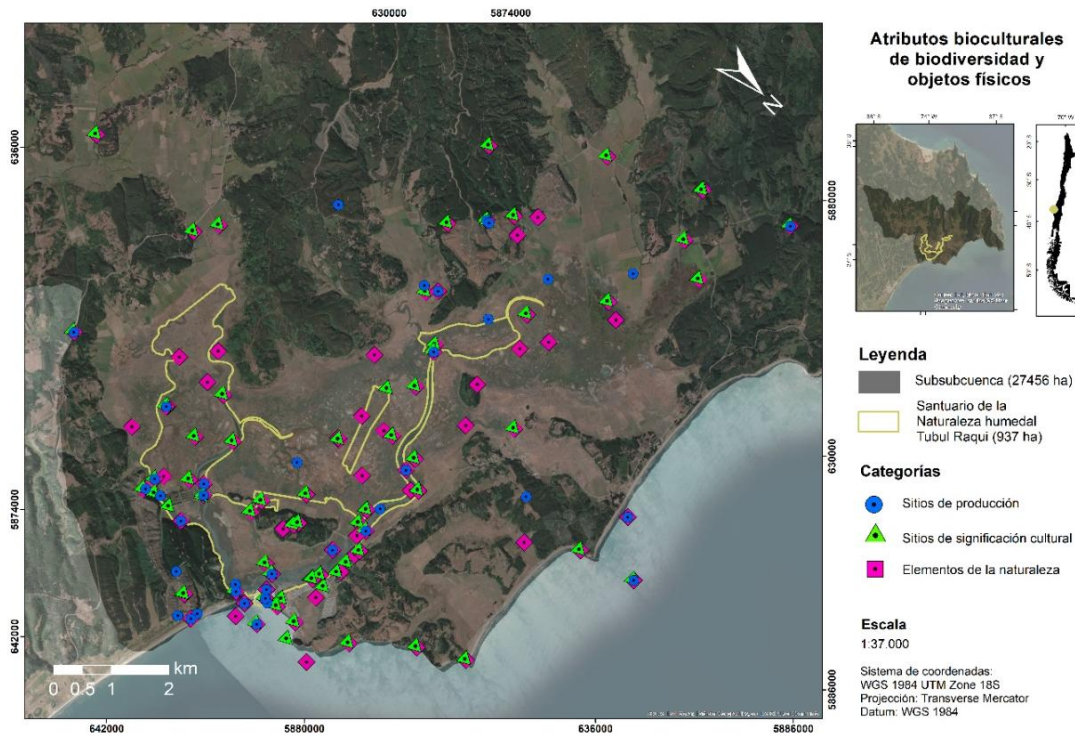 630000
5874000
636000
5880000
630000
5874000
642000
5886000
642000
5880000
636000
5886000
N
0 0.5 1 2
km
Atributos bioculturales
de biodiversidad y
objetos físicos
Leyenda
Subsubcuenca (27456 ha)
Santuario de la
Naturaleza humedal
Tubul Raqui (937 ha)
Categorías
Sitios de producción
Sitios de significación cultural
Elementos de la naturaleza
Escala
1:37.000
Sistema de coordenadas:
WGS 1984 UTM Zone 18S
Projección: Transverse Mercator
Datum: WGS 1984